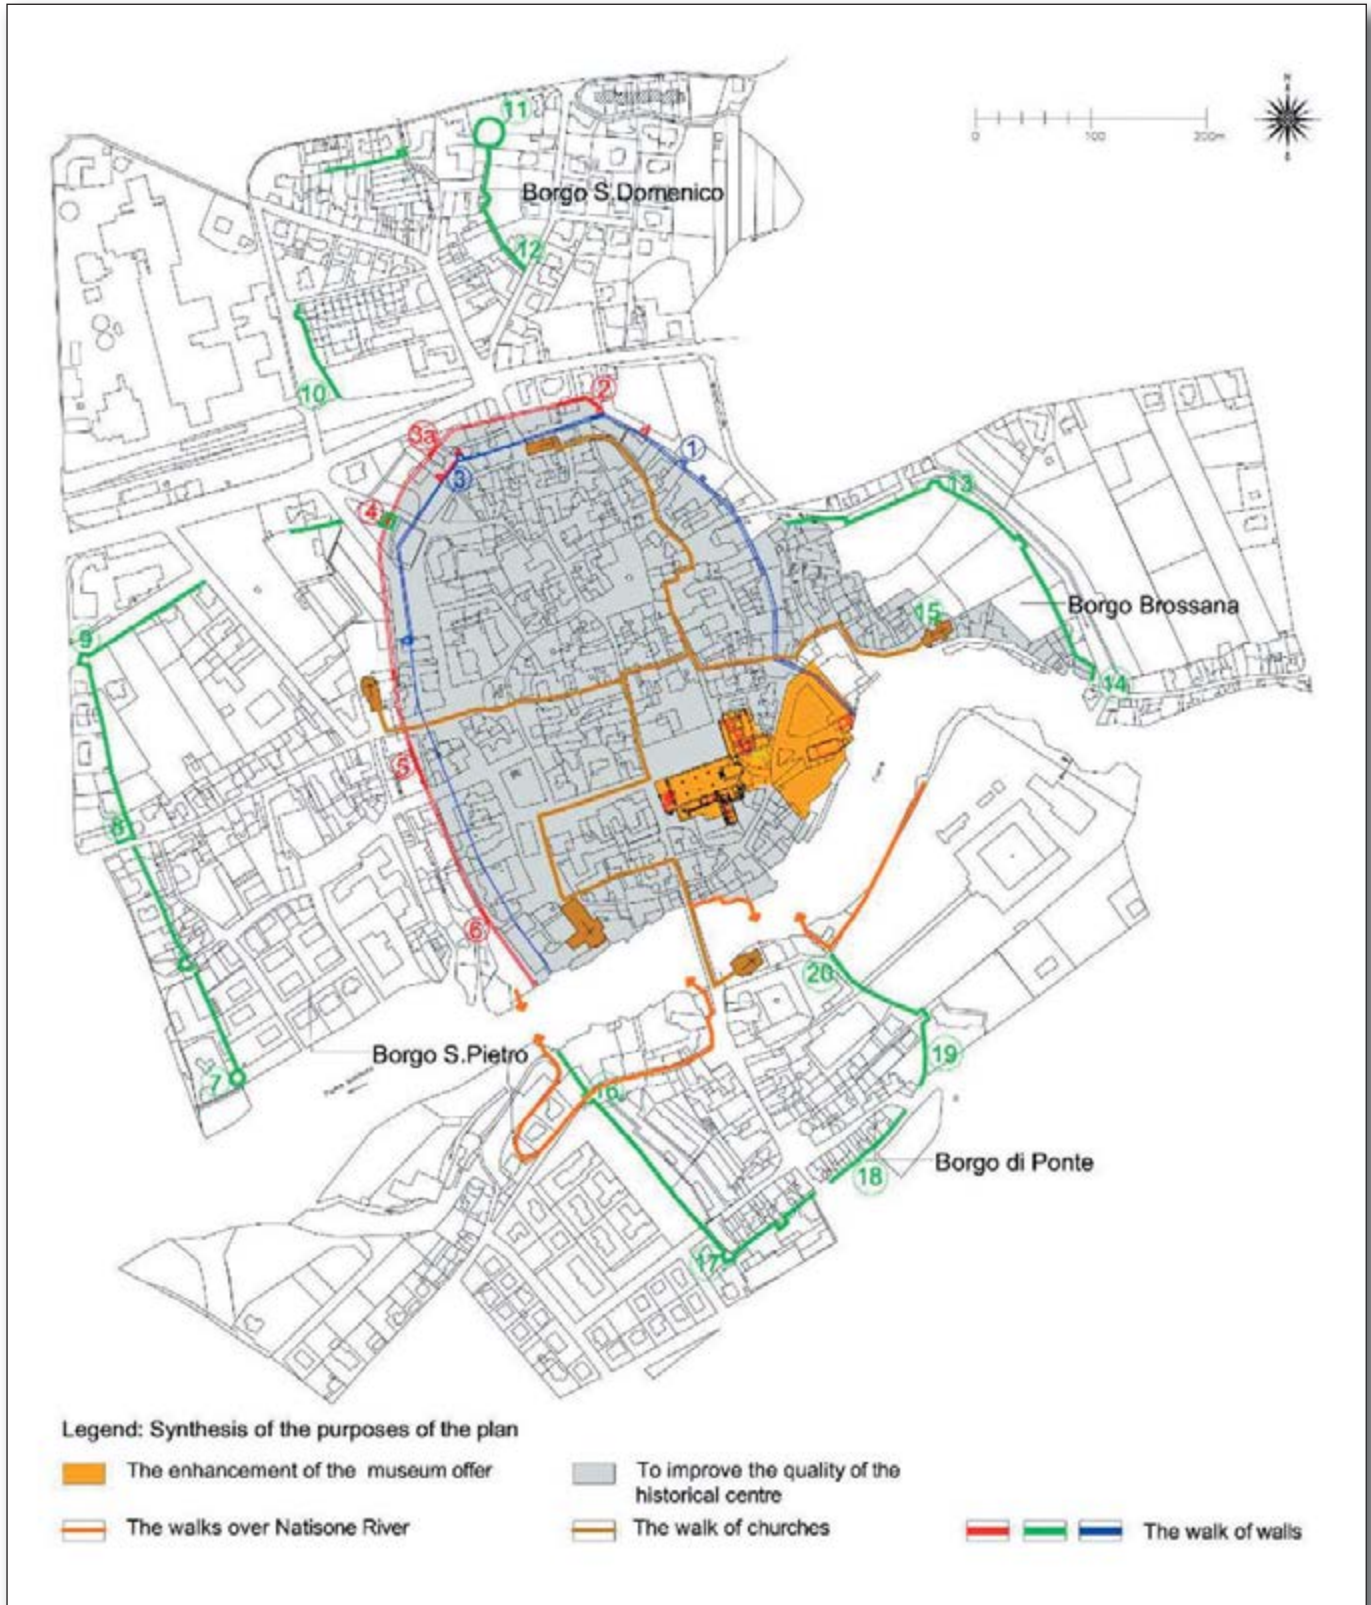 11
N
0
100
200m
Borgo S.Domenico
12
10
2
3a
1
3
4
13
9
15
Borgo Brossana
14
5
8
6
20
Borgo S.Pietro
19
7
16
18
Borgo di Ponte
17
Legend: Synthesis of the purposes of the plan
The enhancement of the museum offer
To improve the quality of the
historical centre
The walks over Natisone River
The walk of churches
The walk of walls